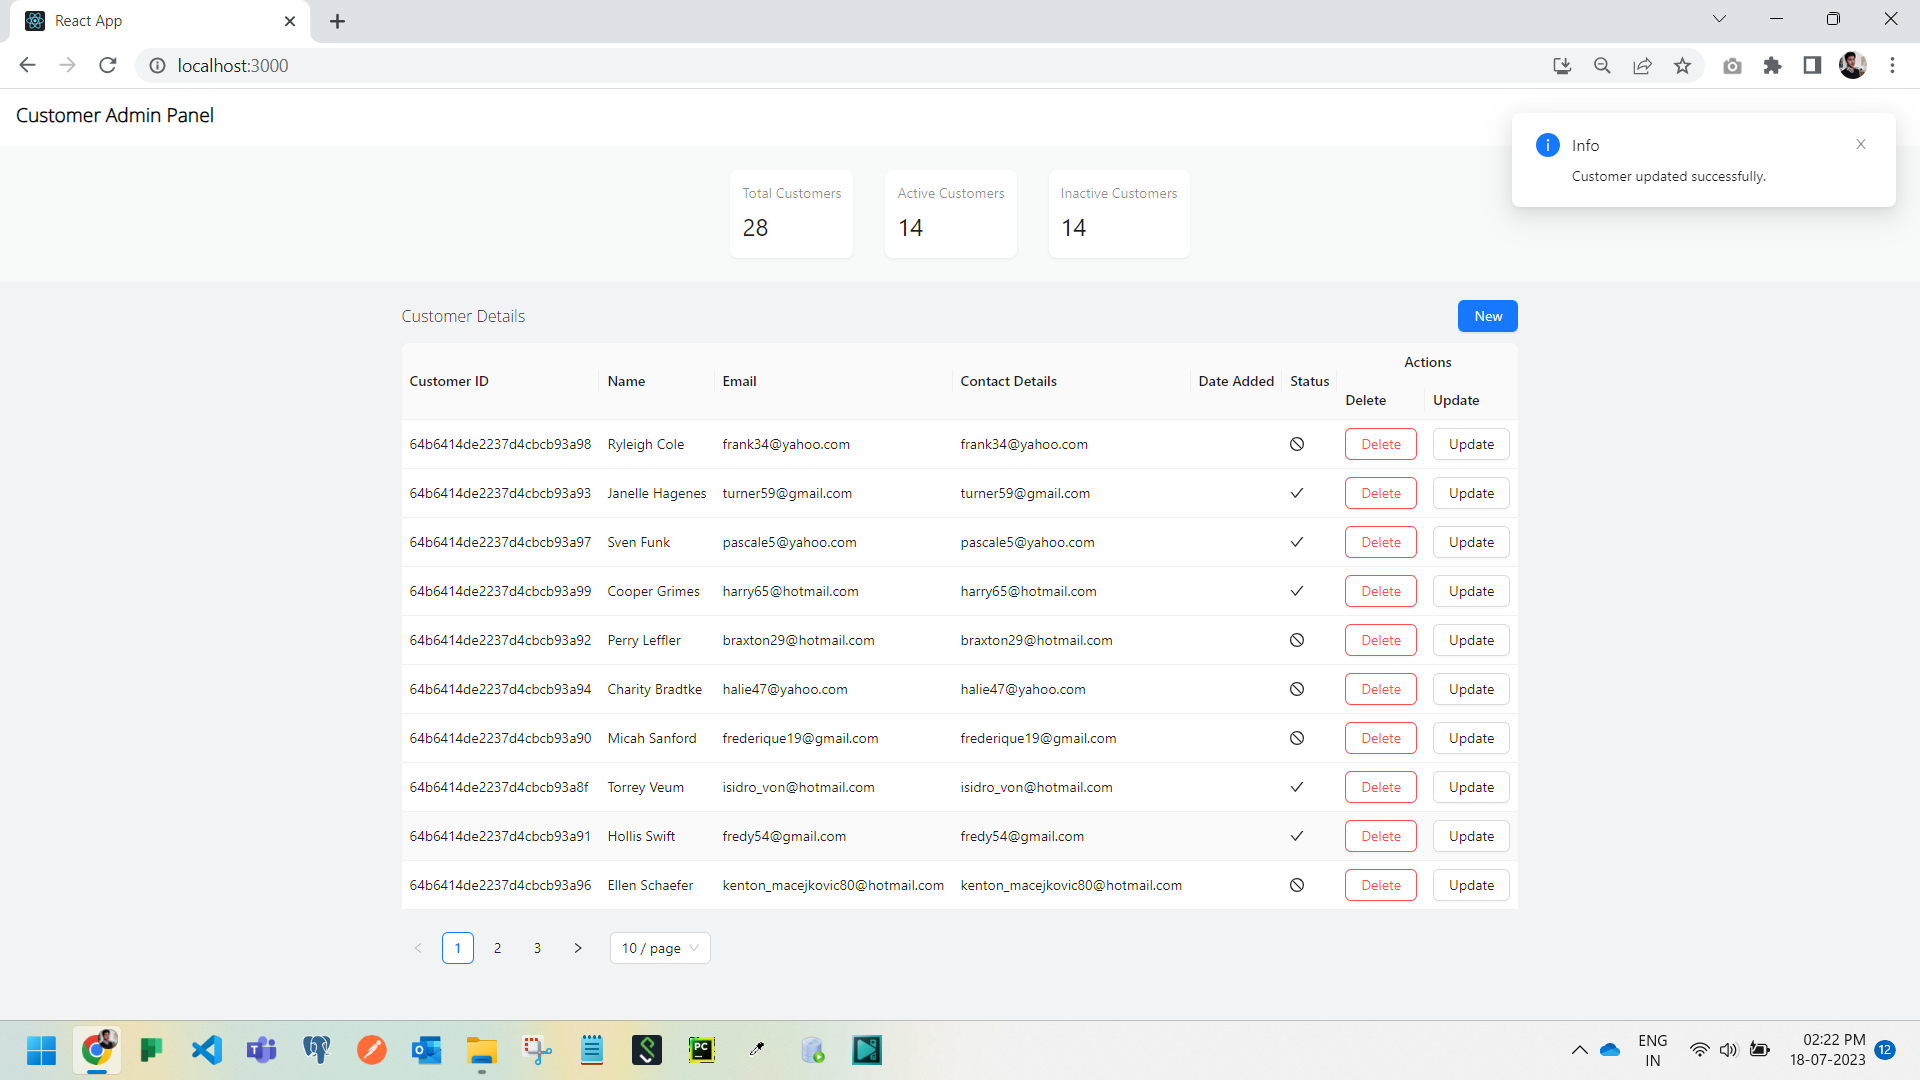 React App
localhost:3000
Customer Admin Panel
Info
Customer updated successfully.
Total Customers Active Customers Inactive Customers
28 14 14
Customer Details New
Actions
Customer ID Name Email Contact Details Date Added Status
Delete Update
64b6414de2237d4cbcb93a98 Ryleigh Cole frank34@yahoo.com frank34@yahoo.com Delete Update
64b6414de2237d4cbcb93a93 Janelle Hagenes turner59@gmail.com turner59@gmail.com Delete Update
64b6414de2237d4cbcb93a97 Sven Funk pascale5@yahoo.com pascale5@yahoo.com Delete Update
64b6414de2237d4cbcb93a99 Cooper Grimes harry65@hotmail.com harry65@hotmail.com Delete Update
64b6414de2237d4cbcb93a92 Perry Leffler braxton29@hotmail.com braxton29@hotmail.com Delete Update
64b6414de2237d4cbcb93a94 Charity Bradtke halie47@yahoo.com halie47@yahoo.com Delete Update
64b6414de2237d4cbcb93a90 Micah Sanford frederique19@gmail.com frederique19@gmail.com Delete Update
64b6414de2237d4cbcb93a8f Torrey Veum isidro_von@hotmail.com isidro_von@hotmail.com Delete Update
64b6414de2237d4cbcb93a91 Hollis Swift fredy54@gmail.com fredy54@gmail.com Delete Update
64b6414de2237d4cbcb93a96 Ellen Schaefer kenton_macejkovic80@hotmail.com kenton_macejkovic80@hotmail.com Delete Update
1 2 3 10 / page
PC
ENG
IN
02:22 PM
18-07-2023
12